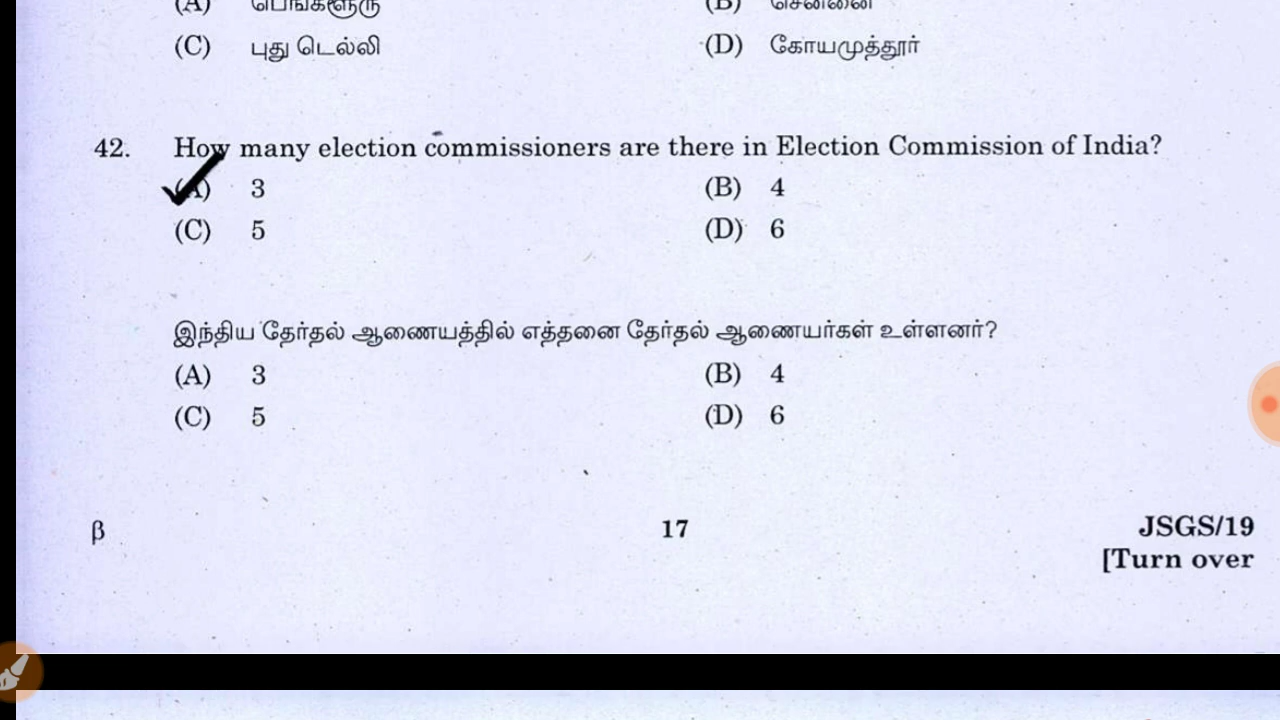 (A) பெங்களூரு (B) சென்னை
(C) புது டெல்லி (D) கோயமுத்தூர்
42. How many election commissioners are there in Election Commission of India?
(A) 3 (B) 4
(C) 5 (D) 6
இந்திய தேர்தல் ஆணையத்தில் எத்தனை தேர்தல் ஆணையர்கள் உள்ளனர்?
(A) 3 (B) 4
(C) 5 (D) 6
β 17 JSGS/19
[Turn over